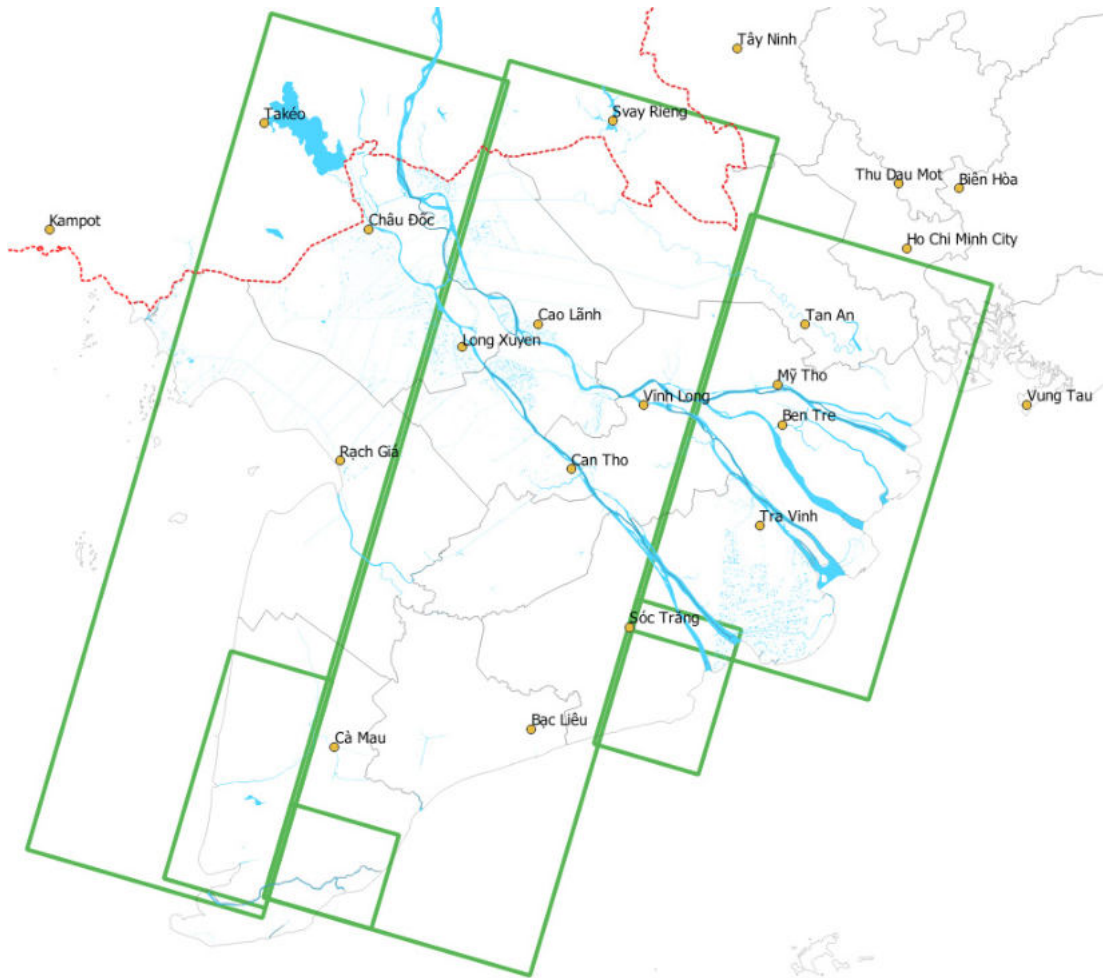 Tây Ninh
Takéo
Svay Rieng
Thu Dau Mot
Biên Hòa
Kampot
Châu Đốc
Ho Chi Minh City
Cao Lãnh
Tan An
Long Xuyen
Mỹ Tho
Vinh Long
Ben Tre
Vung Tau
Rạch Giá
Can Tho
Tra Vinh
Sóc Trăng
Bạc Liêu
Cà Mau